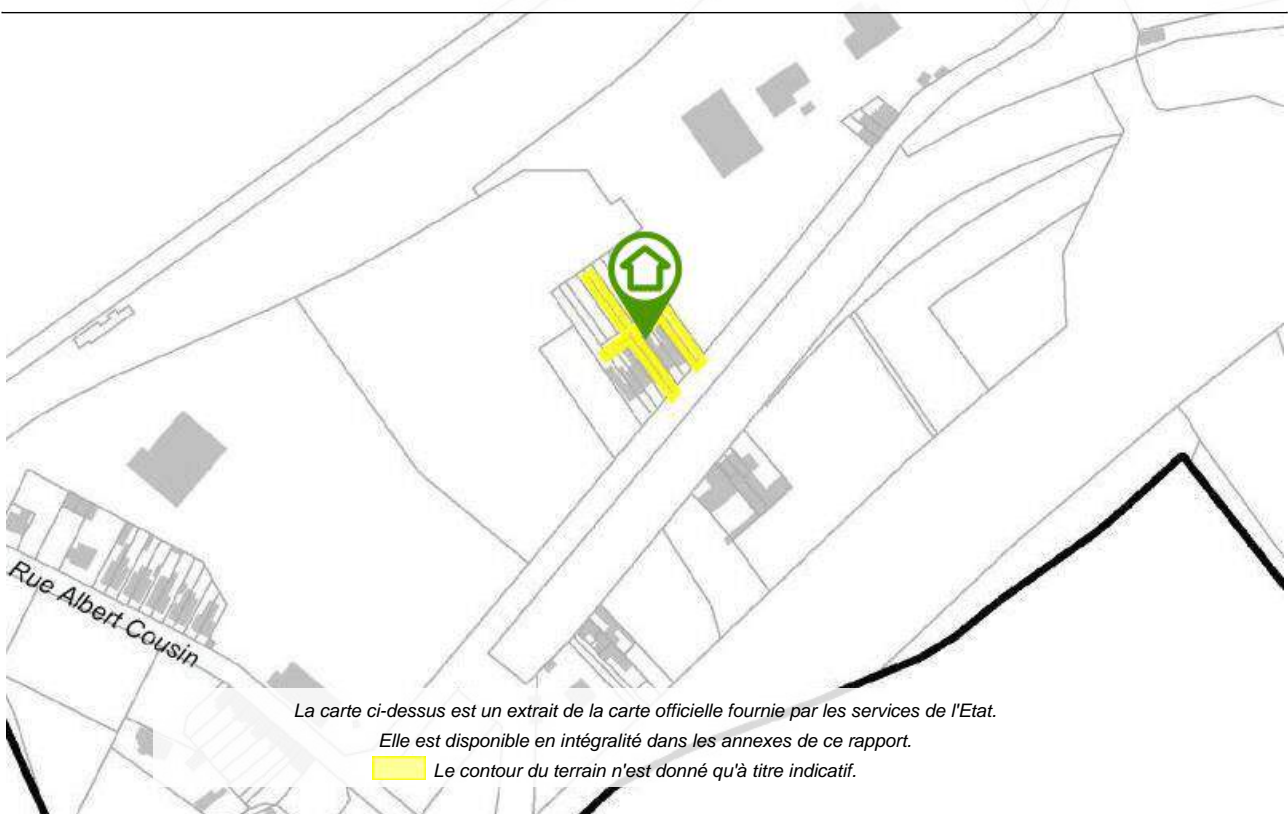 Rue Albert Cousin
La carte ci-dessus est un extrait de la carte officielle fournie par les services de l'Etat.
Elle est disponible en intégralité dans les annexes de ce rapport.
Le contour du terrain n'est donné qu'à titre indicatif.